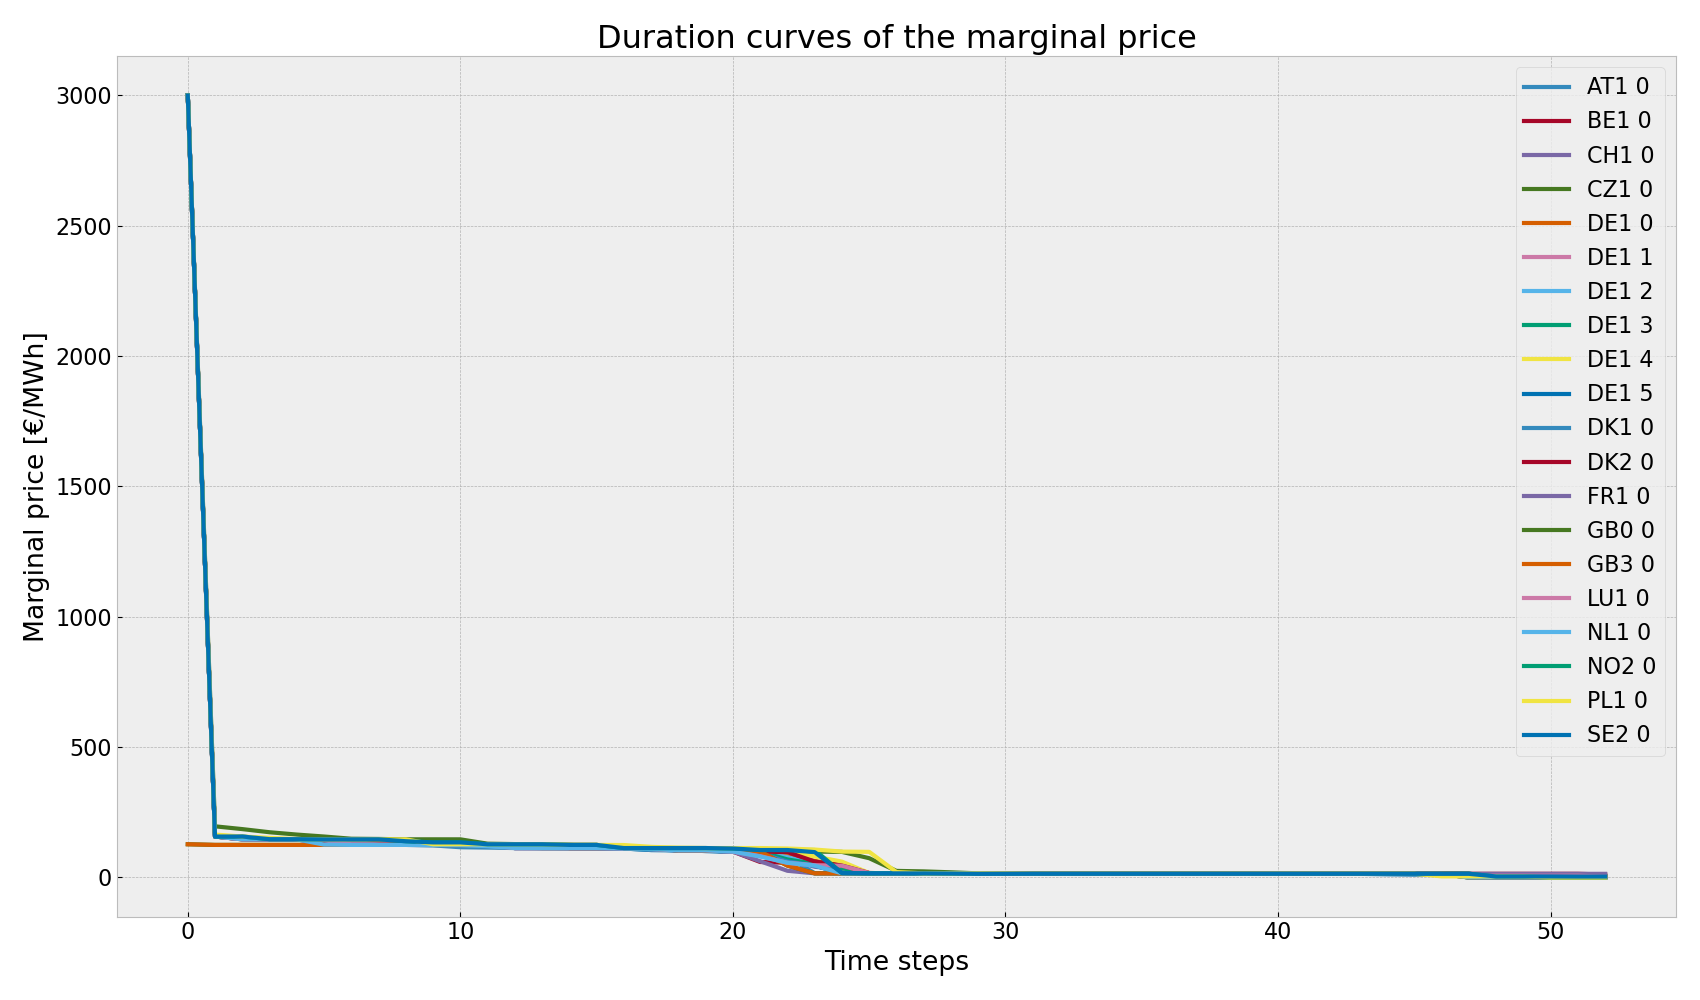 Duration curves of the marginal price
Marginal price [€/MWh]
3000
2500
2000
1500
1000
500
0
0 10 20 30 40 50
Time steps
AT1 0
BE1 0
CH1 0
CZ1 0
DE1 0
DE1 1
DE1 2
DE1 3
DE1 4
DE1 5
DK1 0
DK2 0
FR1 0
GB0 0
GB3 0
LU1 0
NL1 0
NO2 0
PL1 0
SE2 0